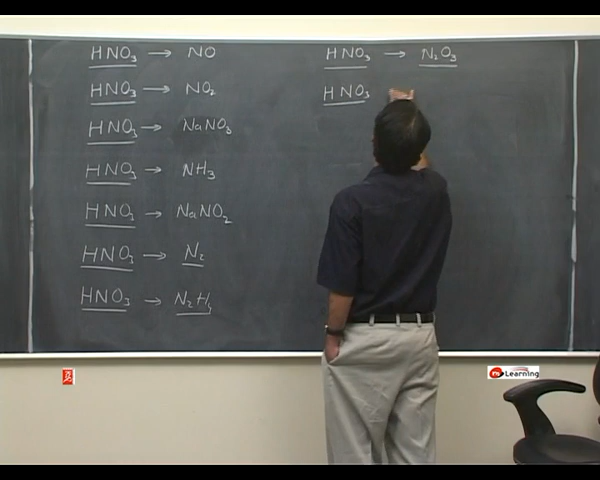 HNO₃ → NO
HNO₃ → NO₂
HNO₃ → NaNO₃
HNO₃ → NH₃
HNO₃ → NaNO₂
HNO₃ → N₂
HNO₃ → N₂H₄
HNO₃ → N₂O₃
HNO₃
Learning